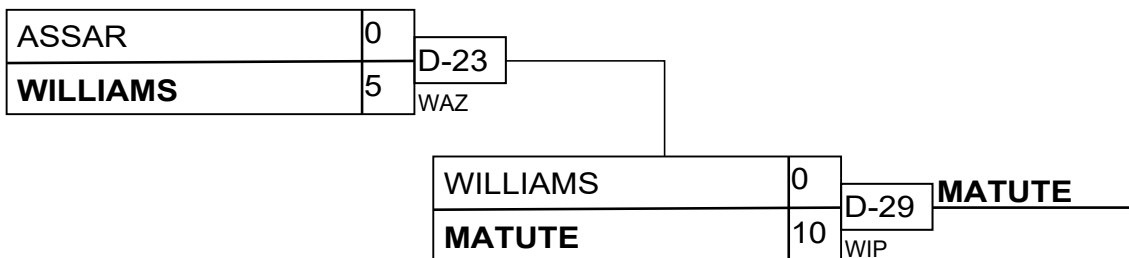 ASSAR 0
D-23
WILLIAMS 5
WAZ
WILLIAMS 0
D-29 MATUTE
MATUTE 10
WIP